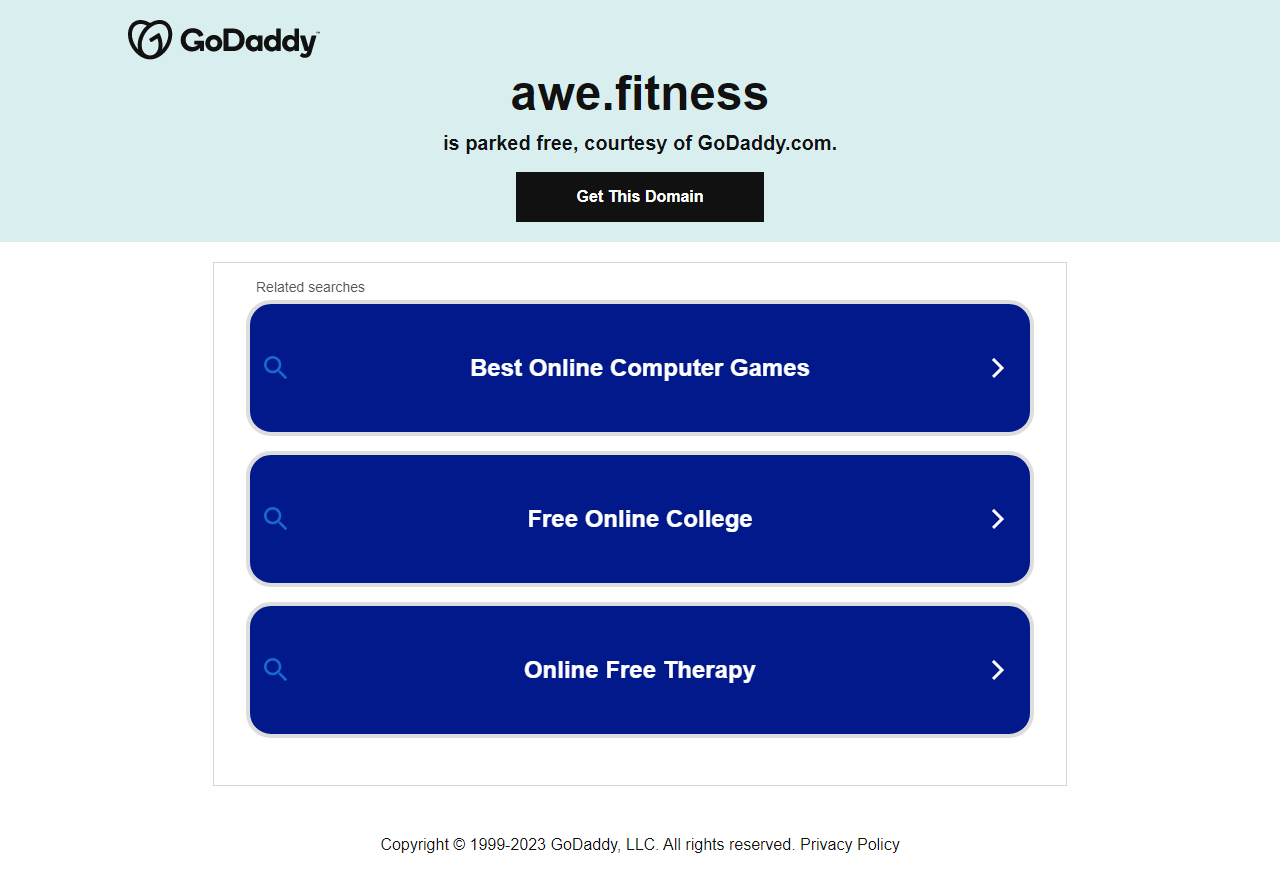 GoDaddy
awe.fitness
is parked free, courtesy of GoDaddy.com.
Get This Domain
Related searches
Best Online Computer Games
Free Online College
Online Free Therapy
Copyright © 1999-2023 GoDaddy, LLC. All rights reserved. Privacy Policy